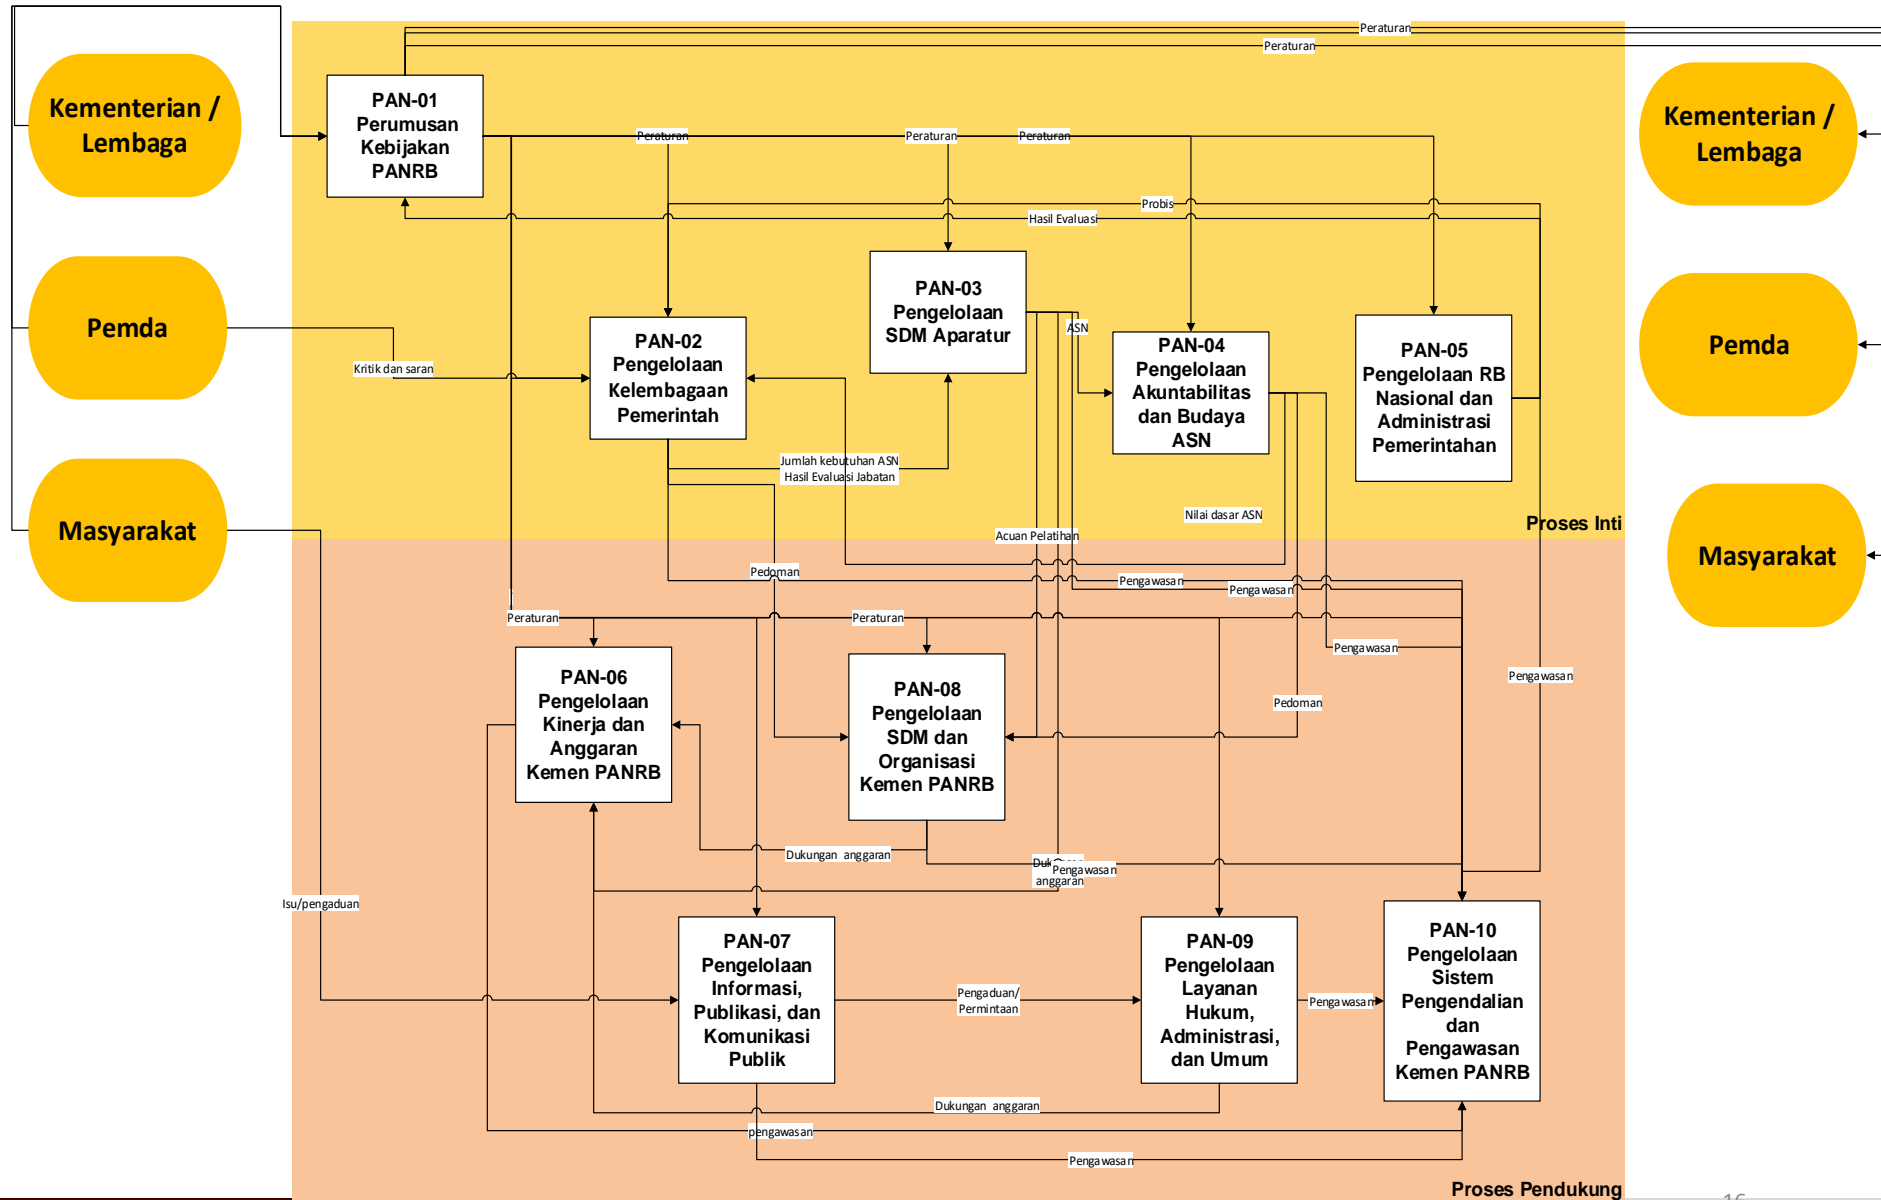 Peraturan
Peraturan
Kementerian /
Lembaga
PAN-01
Perumusan
Kebijakan
PANRB
Kementerian /
Lembaga
Peraturan
Peraturan
Peraturan
Probis
Hasil Evaluasi
Pemda
Kritik dan saran
PAN-02
Pengelolaan
Kelembagaan
Pemerintah
PAN-03
Pengelolaan
SDM Aparatur
ASN
PAN-04
Pengelolaan
Akuntabilitas
dan Budaya
ASN
PAN-05
Pengelolaan RB
Nasional dan
Administrasi
Pemerintahan
Pemda
Jumlah kebutuhan ASN
Hasil Evaluasi Jabatan
Masyarakat
Nilai dasar ASN
Proses Inti
Acuan Pelatihan
Masyarakat
Pedoman
Pengawasan
Pengawasan
Peraturan
Peraturan
Pengawasan
Pengawasan
PAN-06
Pengelolaan
Kinerja dan
Anggaran
Kemen PANRB
PAN-08
Pengelolaan
SDM dan
Organisasi
Kemen PANRB
Pedoman
Dukungan anggaran
Pengawasan
anggaran
Isu/pengaduan
PAN-07
Pengelolaan
Informasi,
Publikasi, dan
Komunikasi
Publik
Pengaduan/
Permintaan
PAN-09
Pengelolaan
Layanan
Hukum,
Administrasi,
dan Umum
Pengawasan
PAN-10
Pengelolaan
Sistem
Pengendalian
dan
Pengawasan
Kemen PANRB
Dukungan anggaran
pengawasan
Pengawasan
Proses Pendukung